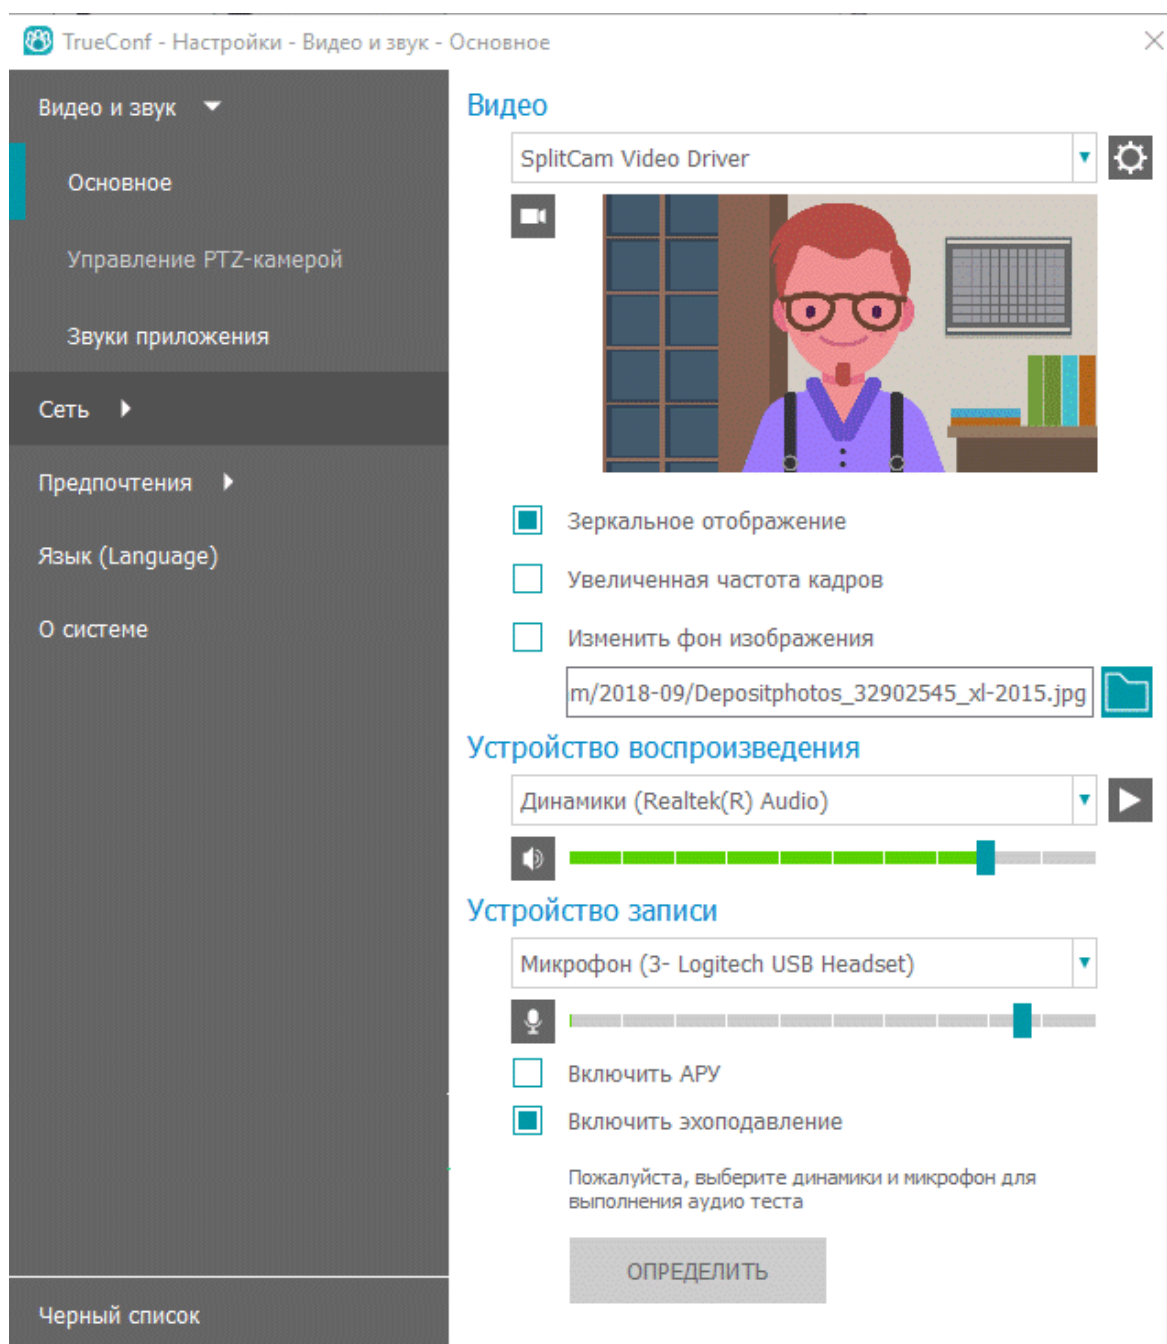 TrueConf - Настройки - Видео и звук - Основное
Видео и звук
Основное
Управление PTZ-камерой
Звуки приложения
Сеть
Предпочтения
Язык (Language)
О системе
Черный список
Видео
SplitCam Video Driver
Зеркальное отображение
Увеличенная частота кадров
Изменить фон изображения
m/2018-09/Depositphotos_32902545_xl-2015.jpg
Устройство воспроизведения
Динамики (Realtek(R) Audio)
Устройство записи
Микрофон (3- Logitech USB Headset)
Включить АРУ
Включить эхоподавление
Пожалуйста, выберите динамики и микрофон для
выполнения аудио теста
ОПРЕДЕЛИТЬ